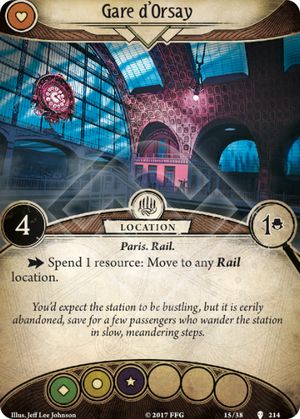 Gare d'Orsay
4
LOCATION
1
Paris. Rail.
Spend 1 resource: Move to any Rail
location.
You'd expect the station to be bustling, but it is eerily
abandoned, save for a few passengers who wander the station
in slow, meandering steps.
Illus. Jeff Lee Johnson
© 2017 FFG
15/38
214